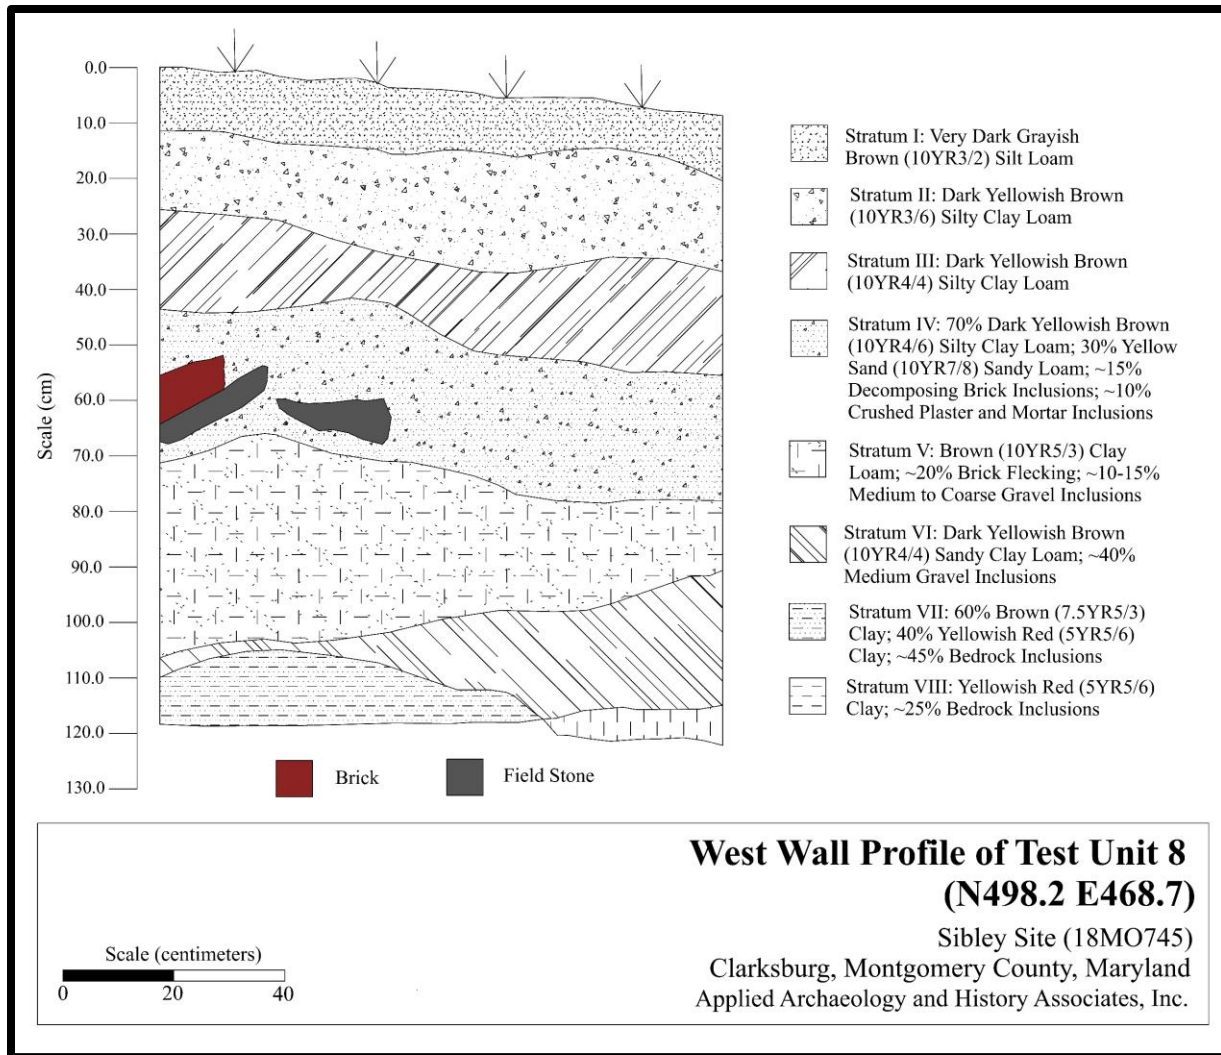 0.0
10.0
20.0
30.0
40.0
50.0
60.0
70.0
80.0
90.0
100.0
110.0
120.0
130.0
Scale (cm)
Stratum I: Very Dark Grayish
Brown (10YR3/2) Silt Loam
Stratum II: Dark Yellowish Brown
(10YR3/6) Silty Clay Loam
Stratum III: Dark Yellowish Brown
(10YR4/4) Silty Clay Loam
Stratum IV: 70% Dark Yellowish Brown
(10YR4/6) Silty Clay Loam; 30% Yellow
Sand (10YR7/8) Sandy Loam; ~15%
Decomposing Brick Inclusions; ~10%
Crushed Plaster and Mortar Inclusions
Stratum V: Brown (10YR5/3) Clay
Loam; ~20% Brick Flecking; ~10-15%
Medium to Coarse Gravel Inclusions
Stratum VI: Dark Yellowish Brown
(10YR4/4) Sandy Clay Loam; ~40%
Medium Gravel Inclusions
Stratum VII: 60% Brown (7.5YR5/3)
Clay; 40% Yellowish Red (5YR5/6)
Clay; ~45% Bedrock Inclusions
Stratum VIII: Yellowish Red (5YR5/6)
Clay; ~25% Bedrock Inclusions
Brick
Field Stone
West Wall Profile of Test Unit 8
(N498.2 E468.7)
Sibley Site (18MO745)
Clarksburg, Montgomery County, Maryland
Applied Archaeology and History Associates, Inc.
Scale (centimeters)
0 20 40